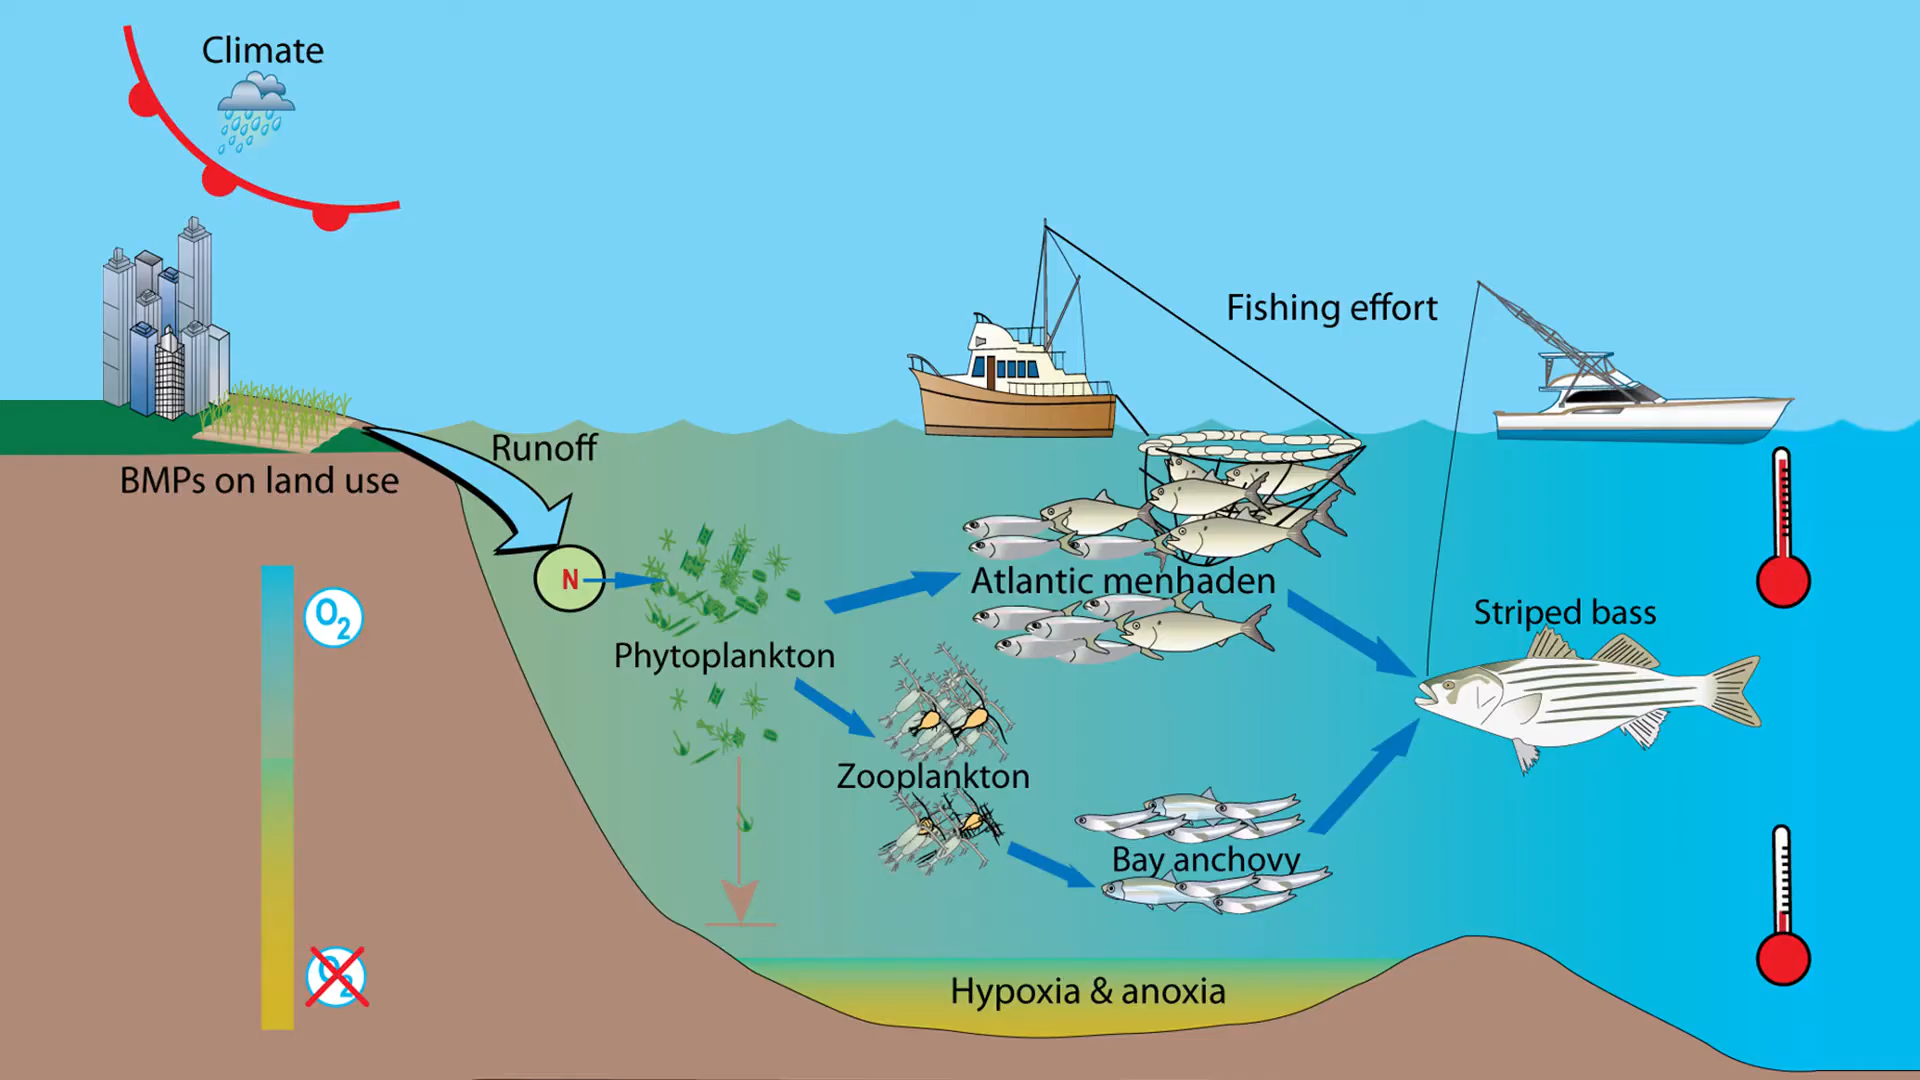 Climate
Fishing effort
Runoff
BMPs on land use
N
Atlantic menhaden
O2
Striped bass
Phytoplankton
Zooplankton
Bay anchovy
O2
Hypoxia & anoxia